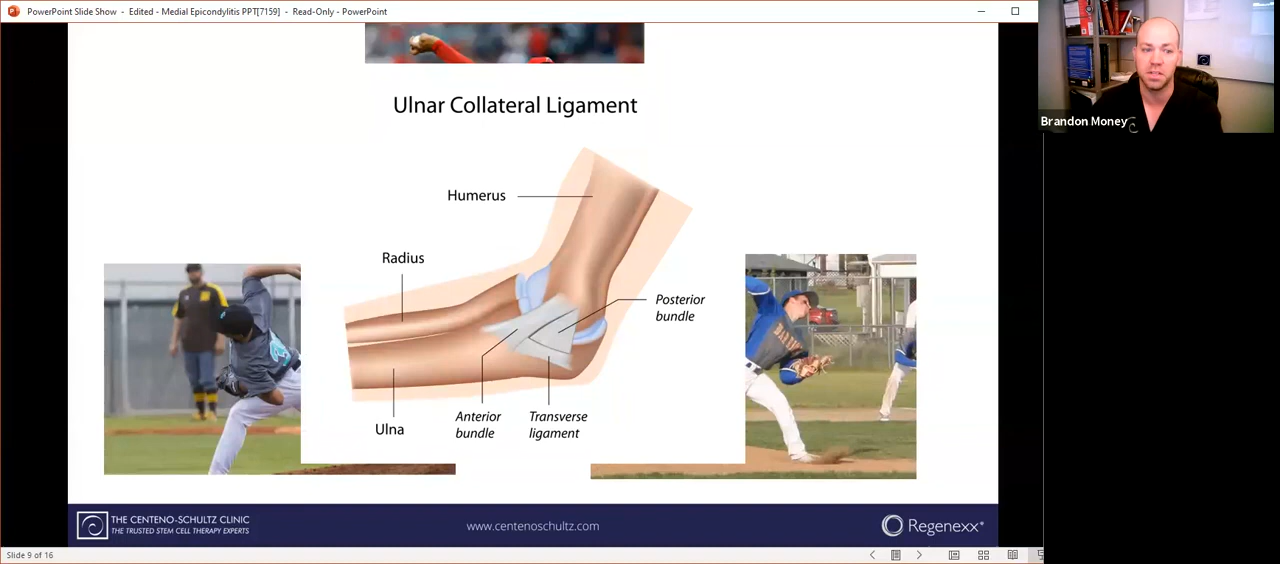 PowerPoint Slide Show - Edited - Medial Epicondylitis PPT[7159] - Read-Only - PowerPoint
Brandon Money
Ulnar Collateral Ligament
Humerus
Radius
Posterior
bundle
Ulna
Anterior
bundle
Transverse
ligament
THE CENTENO-SCHULTZ CLINIC
THE TRUSTED STEM CELL THERAPY EXPERTS
www.centenoschultz.com
Regenexx
Slide 9 of 16